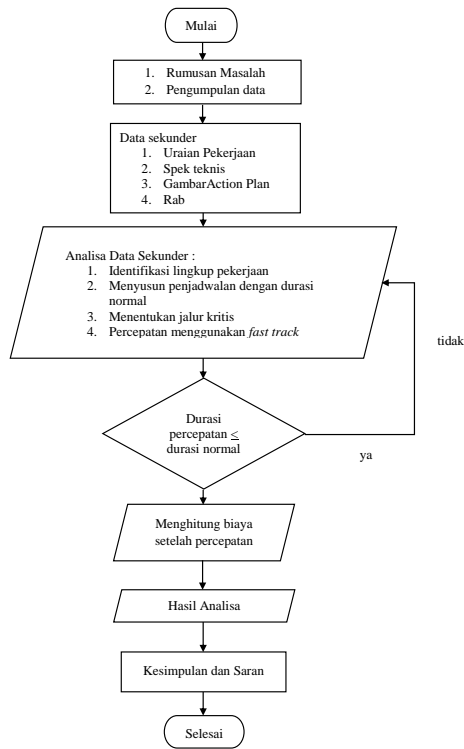 Mulai
1. Rumusan Masalah
2. Pengumpulan data
Data sekunder
1. Uraian Pekerjaan
2. Spek teknis
3. GambarAction Plan
4. Rab
Analisa Data Sekunder :
1. Identifikasi lingkup pekerjaan
2. Menyusun penjadwalan dengan durasi
normal
3. Menentukan jalur kritis
4. Percepatan menggunakan fast track
tidak
Durasi
percepatan ≤
durasi normal
ya
Menghitung biaya
setelah percepatan
Hasil Analisa
Kesimpulan dan Saran
Selesai